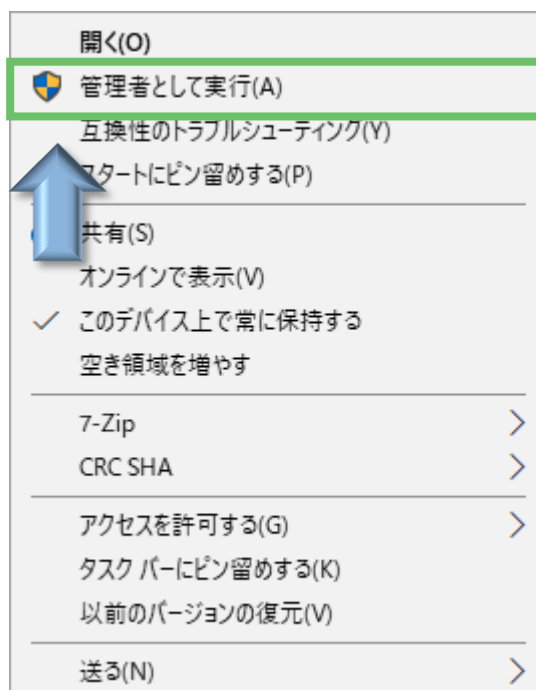 開く(O)
管理者として実行(A)
互換性のトラブルシューティング(Y)
スタートにピン留めする(P)
共有(S)
オンラインで表示(V)
このデバイス上で常に保持する
空き領域を増やす
7-Zip
CRC SHA
アクセスを許可する(G)
タスク バーにピン留めする(K)
以前のバージョンの復元(V)
送る(N)